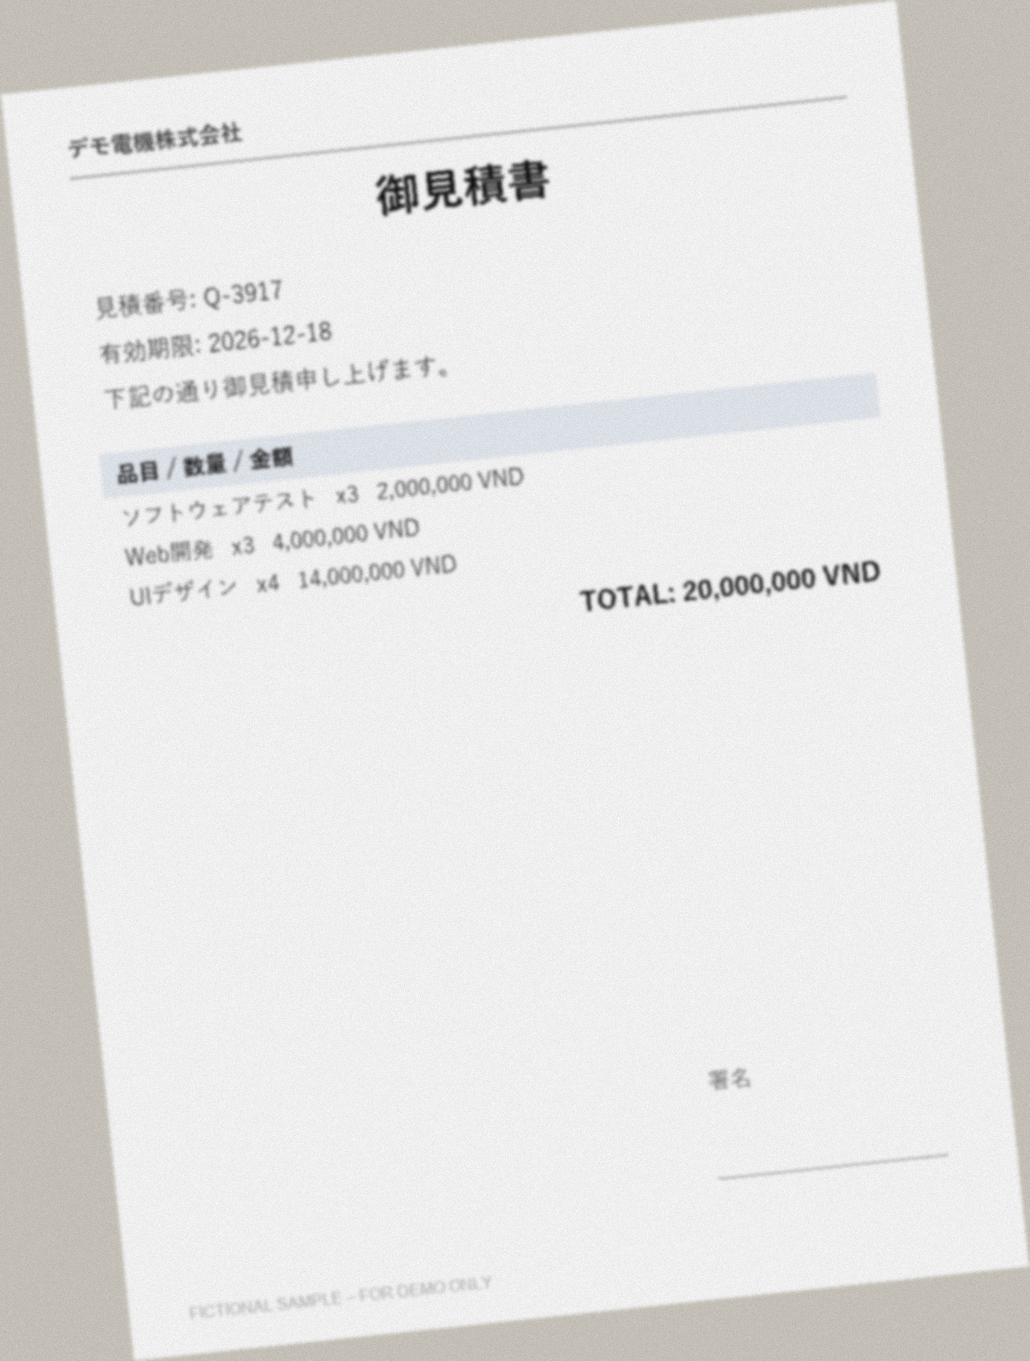 デモ電機株式会社
御見積書
見積番号: Q-3917
有効期限: 2026-12-18
下記の通り御見積申し上げます。
品目 / 数量 / 金額
ソフトウェアテスト x3 2,000,000 VND
Web開発 x3 4,000,000 VND
UIデザイン x4 14,000,000 VND
TOTAL: 20,000,000 VND
署名
FICTIONAL SAMPLE – FOR DEMO ONLY